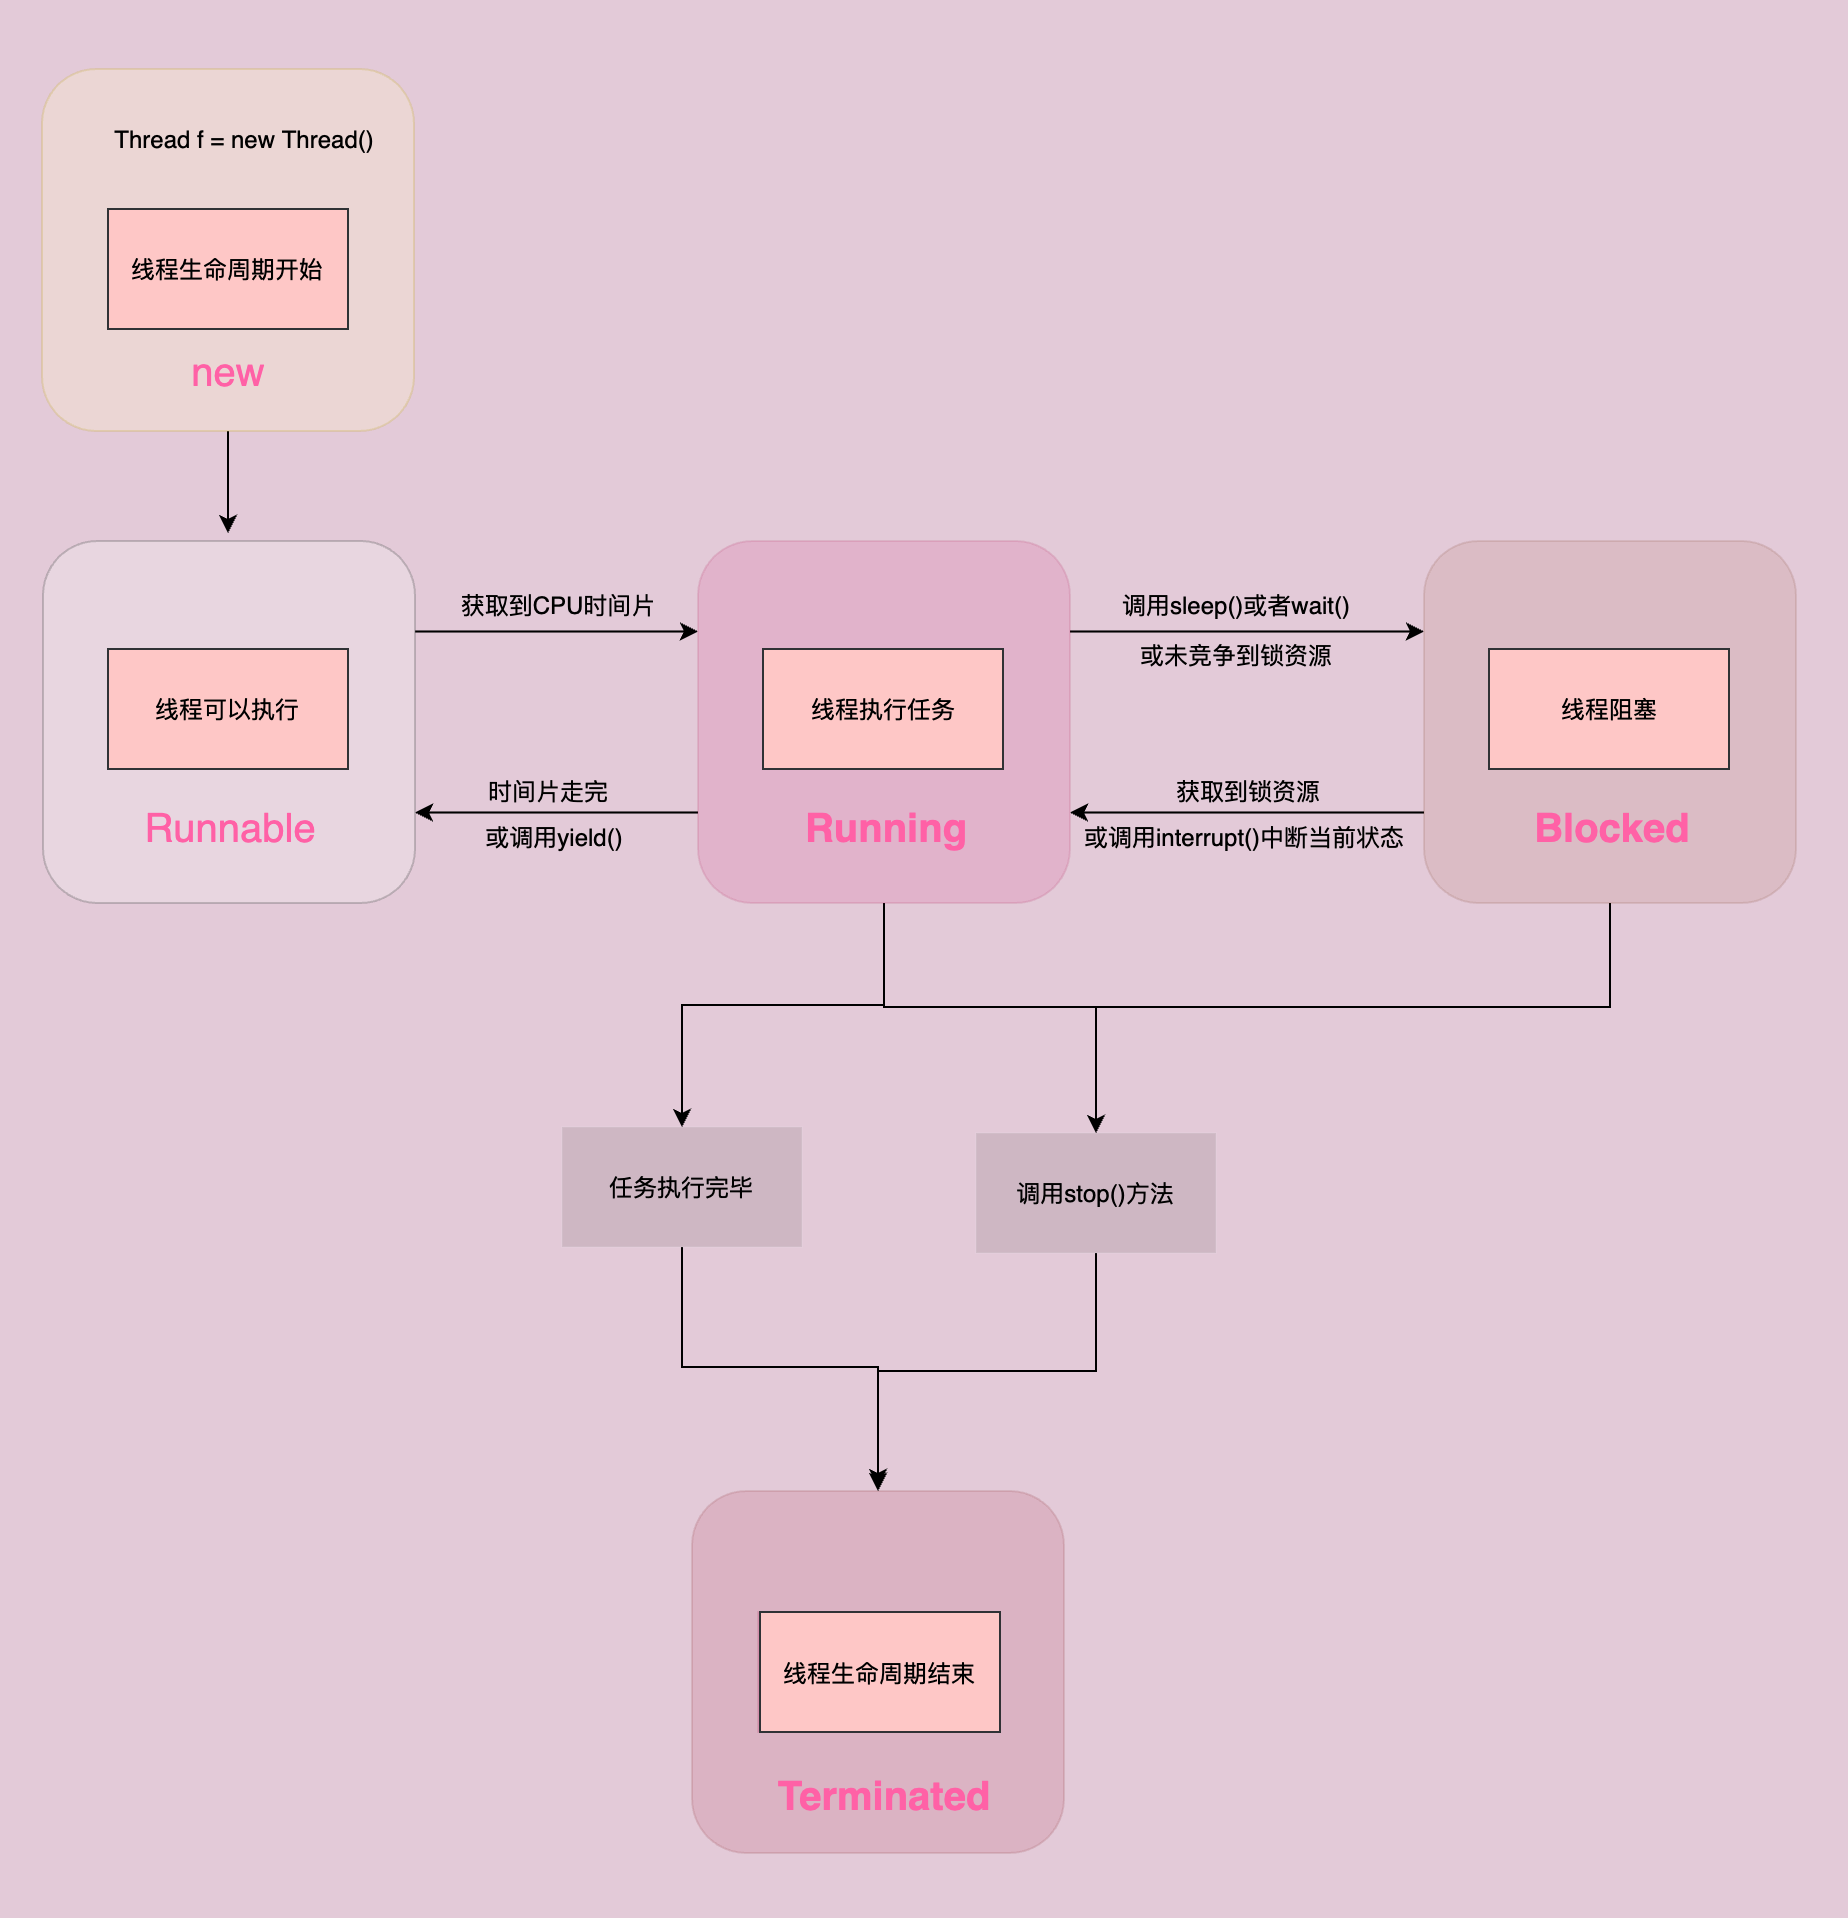 Thread f = new Thread()
线程生命周期开始
new
获取到CPU时间片
调用sleep()或者wait()
或未竞争到锁资源
线程可以执行
线程执行任务
线程阻塞
时间片走完
获取到锁资源
Runnable
或调用yield()
Running
或调用interrupt()中断当前状态
Blocked
任务执行完毕
调用stop()方法
线程生命周期结束
Terminated